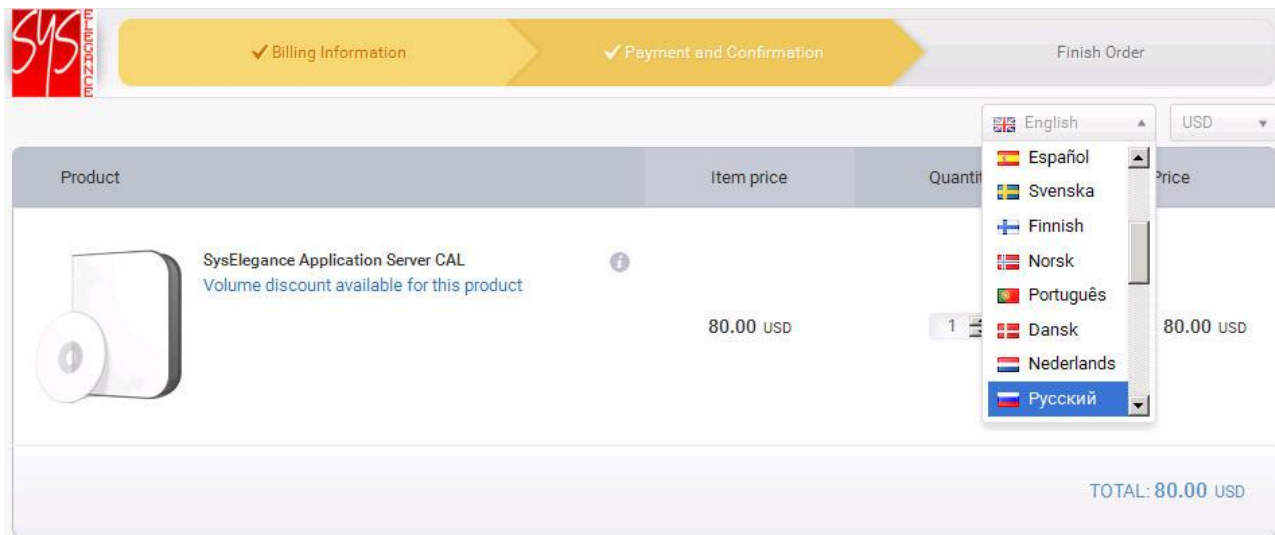 SYS ELEGANCE
Billing Information
Payment and Confirmation
Finish Order
English
USD
Product
Item price
Quantit
Price
Español
Svenska
Finnish
Norsk
Português
Dansk
Nederlands
Русский
SysElegance Application Server CAL
Volume discount available for this product
80.00 USD
1
80.00 USD
TOTAL: 80.00 USD